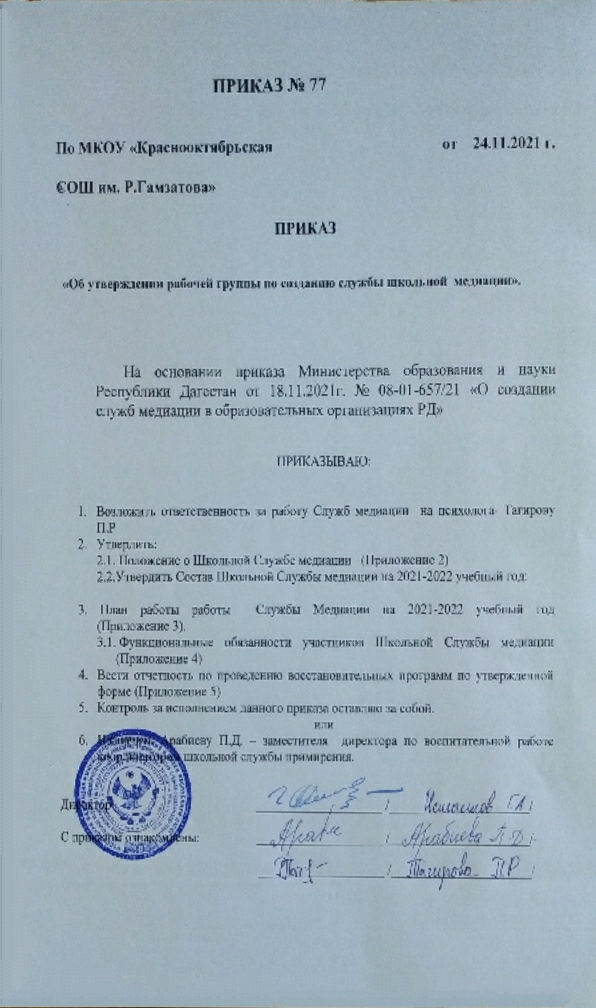 ПРИКАЗ № 77
По МКОУ «Краснооктябрьская от 24.11.2021 г.
СОШ им. Р.Гамзатова»
ПРИКАЗ
«Об утверждении рабочей группы по созданию службы школьной медиации».
На основании приказа Министерства образования и науки
Республики Дагестан от 18.11.2021г. № 08-01-657/21 «О создании
служб медиации в образовательных организациях РД»
ПРИКАЗЫВАЮ:
1. Возложить ответственность за работу Служб медиации на психолога Тагирову
П.Р
2. Утвердить:
2.1. Положение о Школьной Службе медиации (Приложение 2)
2.2.Утвердить Состав Школьной Службы медиации на 2021-2022 учебный год:
3. План работы работы Службы Медиации на 2021-2022 учебный год
(Приложение 3).
3.1. Функциональные обязанности участников Школьной Службы медиации
(Приложение 4)
4. Вести отчетность по проведению восстановительных программ по утвержденной
форме (Приложение 5)
5. Контроль за исполнением данного приказа оставляю за собой.
или
6. Арабиеву П.Д. – заместителя директора по воспитательной работе
школьной службы примирения.
Директор / Исмаилов Г.А /
С приказом ознакомлены: / Арабиева П.Д /
/ Тагирова П.Р /